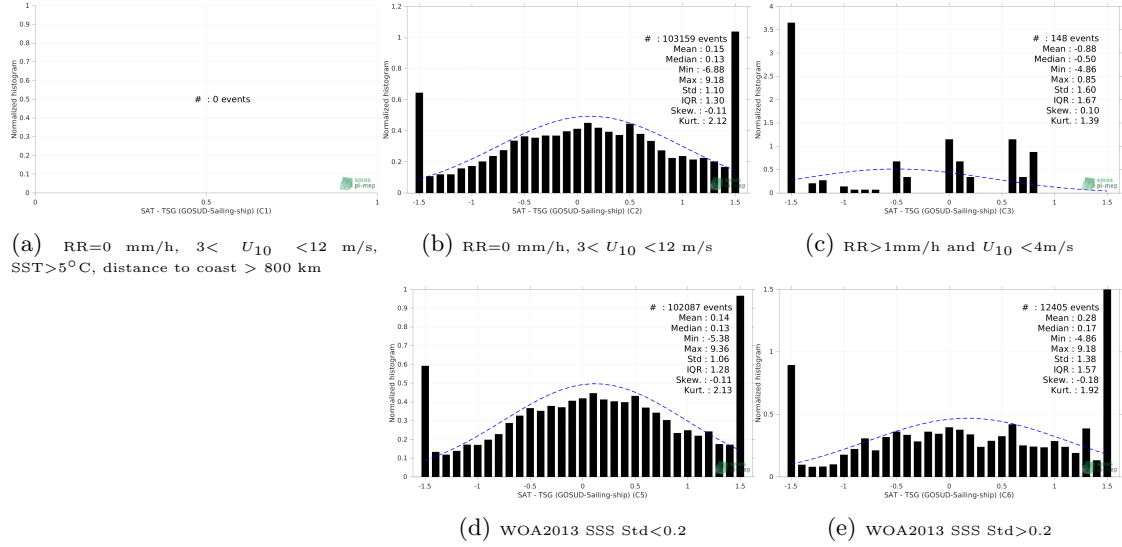 Normalized histogram
1
0.9
0.8
0.7
0.6
0.5
0.4
0.3
0.2
0.1
0
# : 0 events
0
0.5
1
SAT - TSG (GOSUD-Sailing-ship) (C1)
smos
pi-mep
(a) RR=0 mm/h, 3< U10 <12 m/s,
SST>5°C, distance to coast > 800 km
Normalized histogram
1.2
1
0.8
0.6
0.4
0.2
0
# : 103159 events
Mean : 0.15
Median : 0.13
Min : -6.88
Max : 9.18
Std : 1.10
IQR : 1.30
Skew. : -0.11
Kurt. : 2.12
-1.5
-1
-0.5
0
0.5
1
1.5
SAT - TSG (GOSUD-Sailing-ship) (C2)
smos
pi-mep
(b) RR=0 mm/h, 3< U10 <12 m/s
Normalized histogram
4
3.5
3
2.5
2
1.5
1
0.5
0
# : 148 events
Mean : -0.88
Median : -0.50
Min : -4.86
Max : 0.85
Std : 1.60
IQR : 1.67
Skew. : 0.10
Kurt. : 1.39
-1.5
-1
-0.5
0
0.5
1
1.5
SAT - TSG (GOSUD-Sailing-ship) (C3)
smos
pi-mep
(c) RR>1mm/h and U10 <4m/s
Normalized histogram
1
0.9
0.8
0.7
0.6
0.5
0.4
0.3
0.2
0.1
0
# : 102087 events
Mean : 0.14
Median : 0.13
Min : -5.38
Max : 9.36
Std : 1.06
IQR : 1.28
Skew. : -0.11
Kurt. : 2.13
-1.5
-1
-0.5
0
0.5
1
1.5
SAT - TSG (GOSUD-Sailing-ship) (C5)
smos
pi-mep
(d) WOA2013 SSS Std<0.2
Normalized histogram
1.5
1
0.5
0
# : 12405 events
Mean : 0.28
Median : 0.17
Min : -4.86
Max : 9.18
Std : 1.38
IQR : 1.57
Skew. : -0.18
Kurt. : 1.92
-1.5
-1
-0.5
0
0.5
1
1.5
SAT - TSG (GOSUD-Sailing-ship) (C6)
smos
pi-mep
(e) WOA2013 SSS Std>0.2